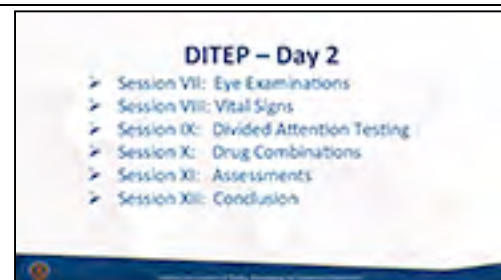 DITEP – Day 2
➢ Session VII: Eye Examinations
➢ Session VIII: Vital Signs
➢ Session IX: Divided Attention Testing
➢ Session X: Drug Combinations
➢ Session XI: Assessments
➢ Session XII: Conclusion